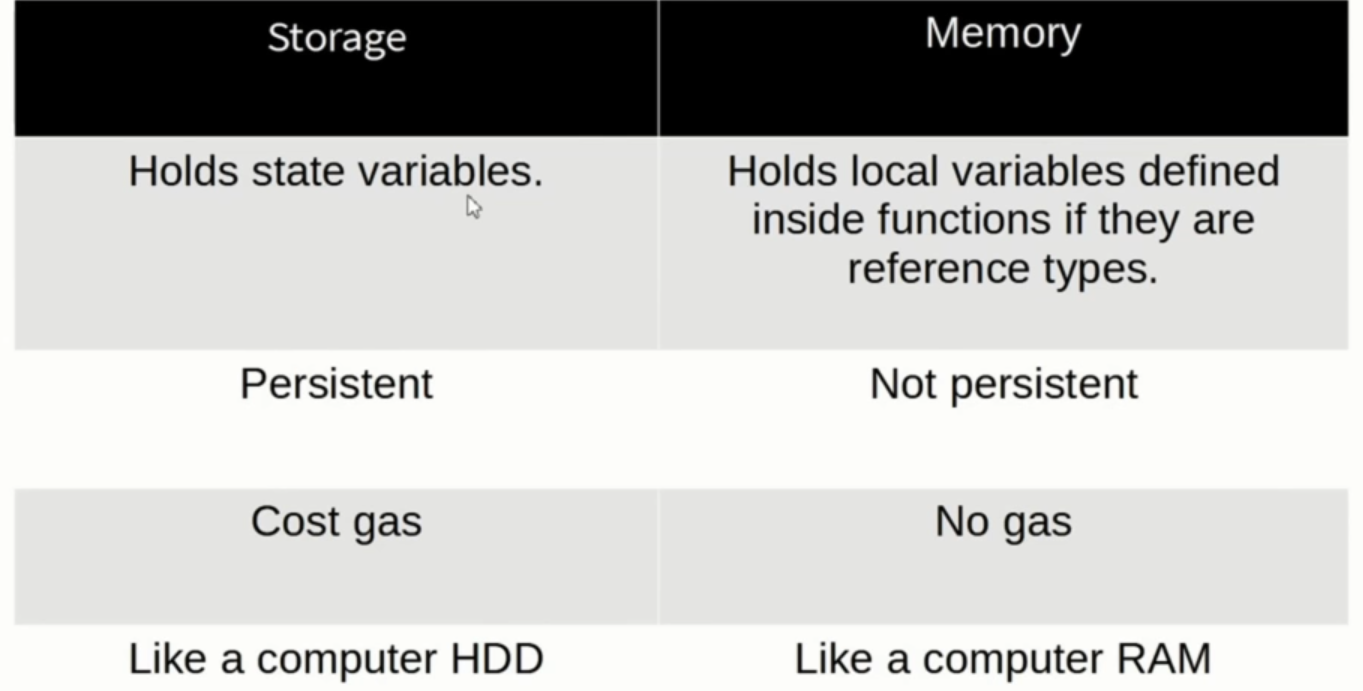 Storage
Memory
Holds state variables.
Holds local variables defined
inside functions if they are
reference types.
Persistent
Not persistent
Cost gas
No gas
Like a computer HDD
Like a computer RAM